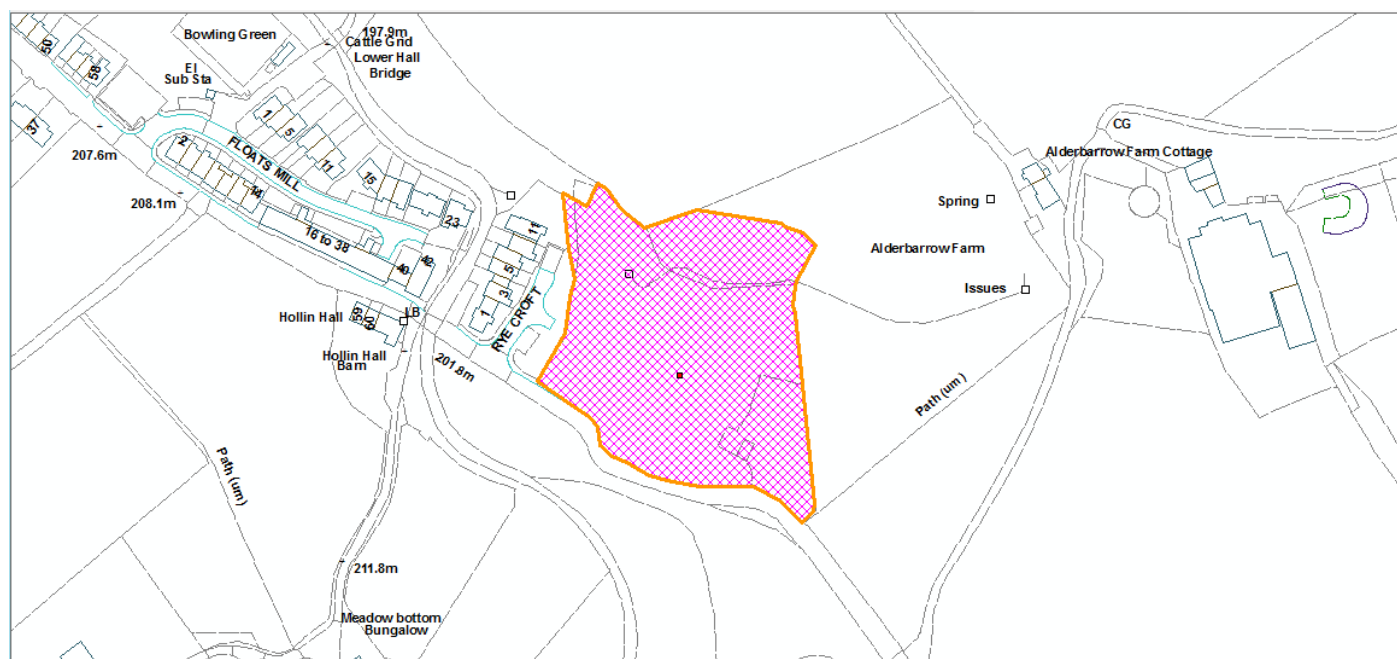 197.9m
Bowling Green
Cattle Grid
Lower Hall
Bridge
50
58
El
Sub Sta
37
207.6m
208.1m
2
14
FLOATS MILL
1
5
11
15
23
16 to 38
40
42
11
5
3
1
RYE CROFT
LB
Hollin Hall
59
60
Hollin Hall
Barn
201.8m
CG
Alderbarrow Farm Cottage
Spring
Alderbarrow Farm
Issues
Path (um)
Path (um)
211.8m
Meadow bottom
Bungalow